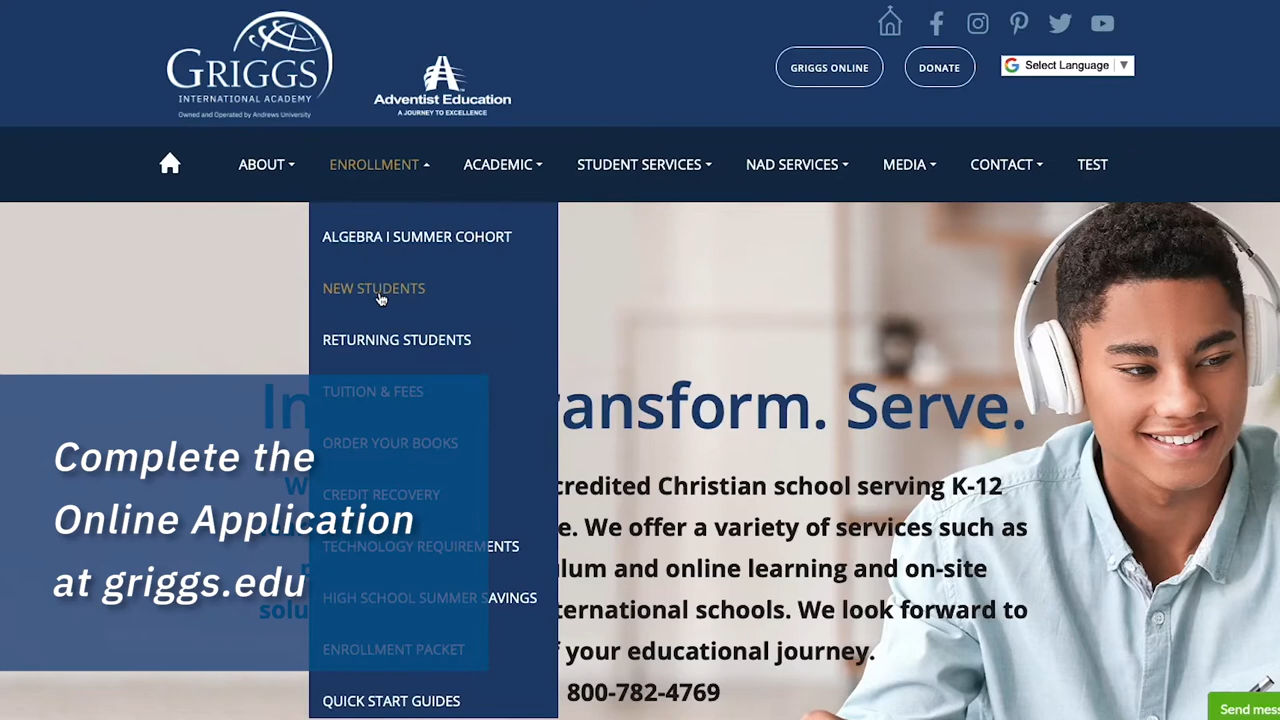 GRIGGS
INTERNATIONAL ACADEMY
Owned and Operated by Andrews University
Adventist Education
A JOURNEY TO EXCELLENCE
GRIGGS ONLINE
DONATE
Select Language
ABOUT
ENROLLMENT
ACADEMIC
STUDENT SERVICES
NAD SERVICES
MEDIA
CONTACT
TEST
ALGEBRA I SUMMER COHORT
NEW STUDENTS
RETURNING STUDENTS
TUITION & FEES
ORDER YOUR BOOKS
CREDIT RECOVERY
TECHNOLOGY REQUIREMENTS
HIGH SCHOOL SUMMER SAVINGS
ENROLLMENT PACKET
QUICK START GUIDES
Complete the
Online Application
at griggs.edu
In ansform. Serve.
credited Christian school serving K-12
e. We offer a variety of services such as
lum and online learning and on-site
solu ternational schools. We look forward to
your educational journey.
800-782-4769
Send mess